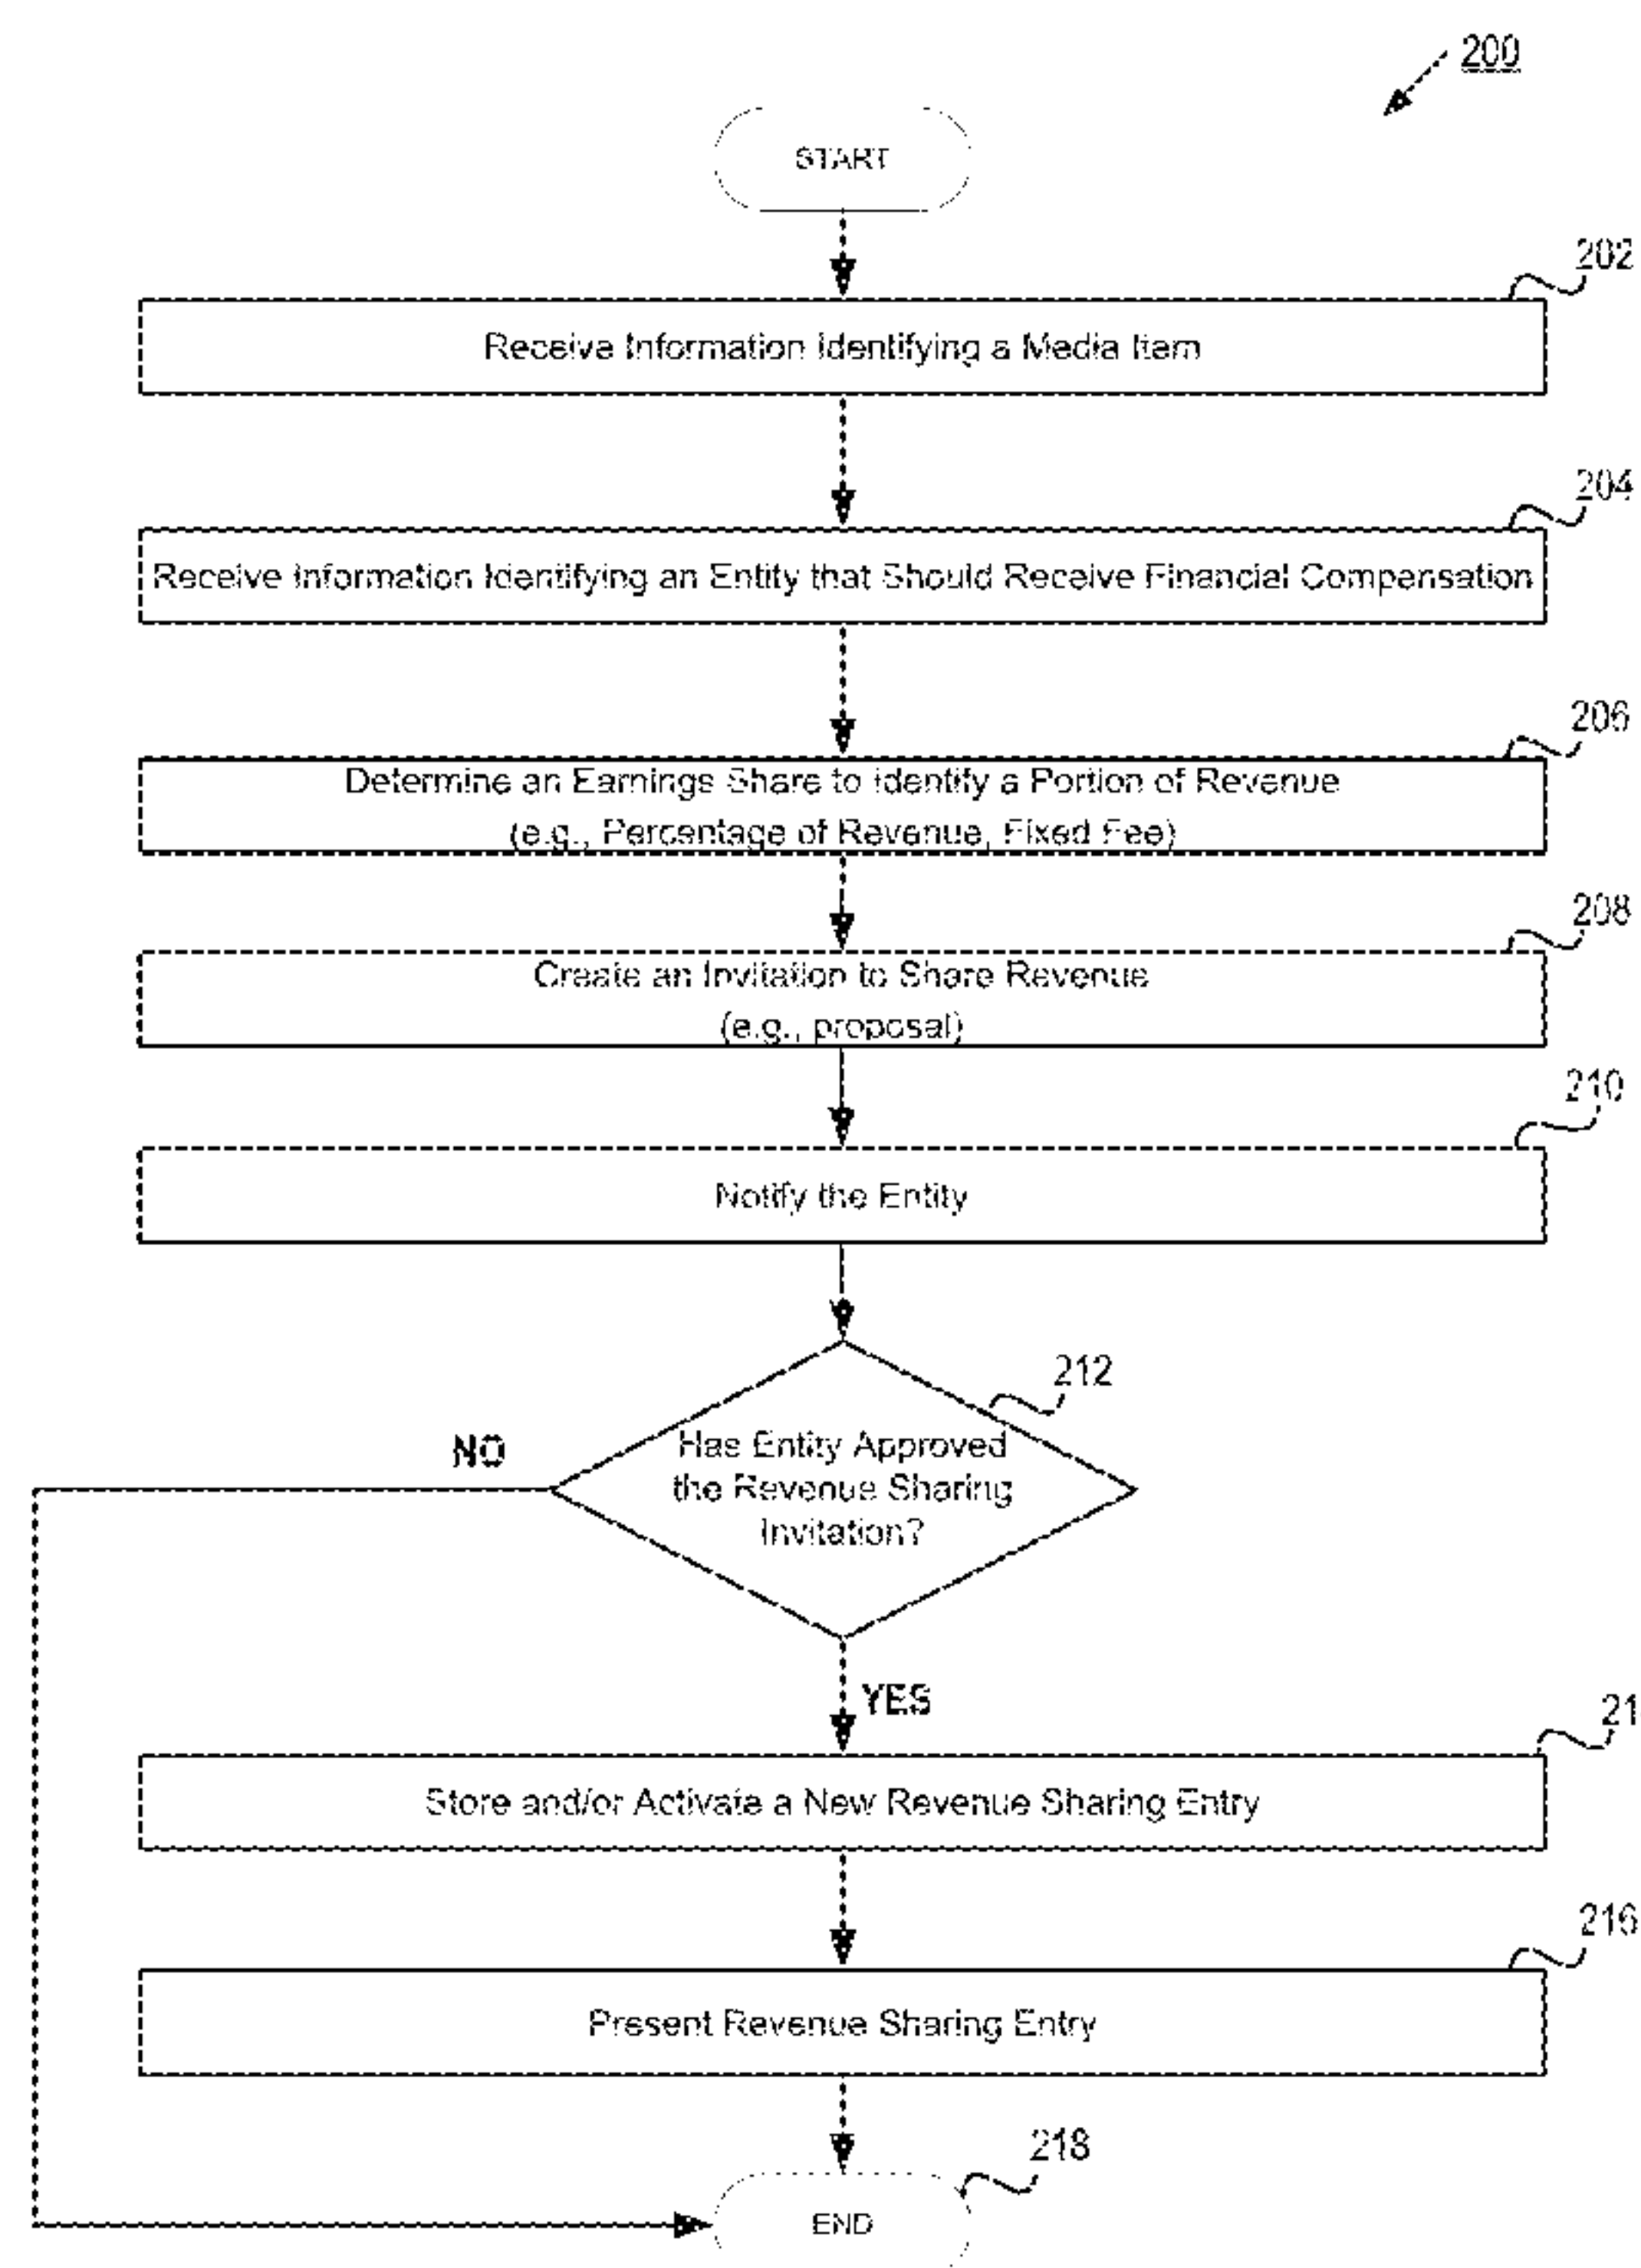 200
START
202
Receive Information Identifying a Media Item
204
Receive Information Identifying an Entity that Should Receive Financial Compensation
206
Determine an Earnings Share to Identify a Portion of Revenue
(e.g., Percentage of Revenue, Fixed Fee)
208
Create an Invitation to Share Revenue
(e.g., proposal)
210
Notify the Entity
212
NO
Has Entity Approved
the Revenue Sharing
Invitation?
YES
21
Store and/or Activate a New Revenue Sharing Entry
216
Present Revenue Sharing Entry
218
END